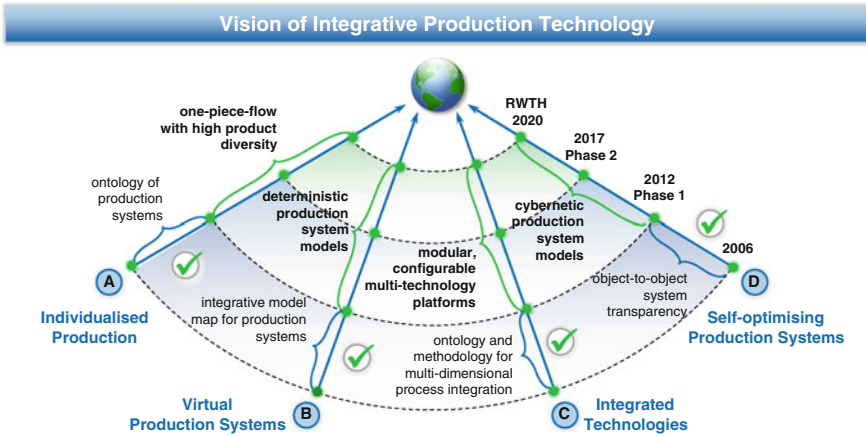 Vision of Integrative Production Technology
one-piece-flow
with high product
diversity
RWTH
2020
2017
Phase 2
2012
Phase 1
2006
ontology of
production
systems
deterministic
production
system
models
cybernetic
production
system
models
modular,
configurable
multi-technology
platforms
integrative model
map for production
systems
object-to-object
system
transparency
ontology and
methodology for
multi-dimensional
process integration
A
Individualised
Production
B
Virtual
Production Systems
C
Integrated
Technologies
D
Self-optimising
Production Systems